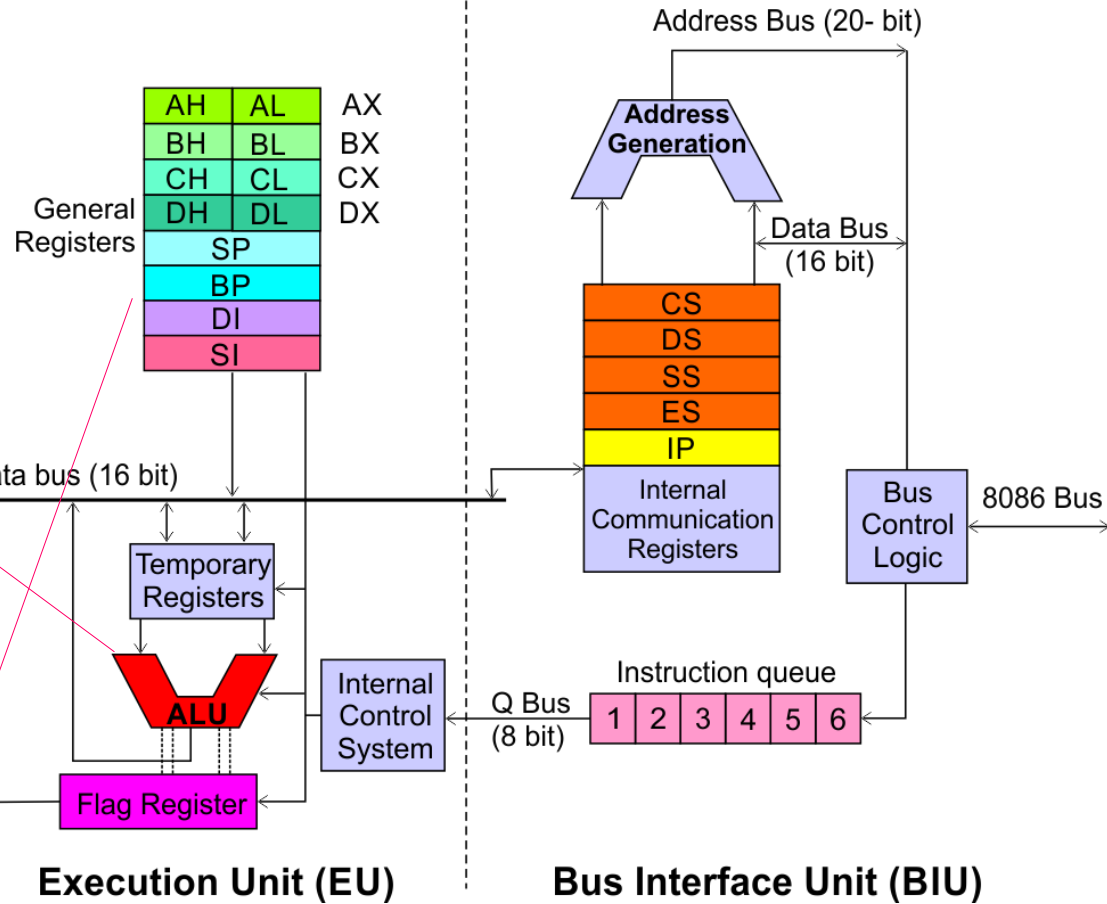 Address Bus (20- bit)
AH AL AX
BH BL BX
CH CL CX
DH DL DX
General
Registers
SP
BP
DI
SI
Address
Generation
Data Bus
(16 bit)
CS
DS
SS
ES
IP
Internal
Communication
Registers
Bus
Control
Logic
8086 Bus
bus (16 bit)
Temporary
Registers
ALU
Flag Register
Internal
Control
System
Q Bus
(8 bit)
Instruction queue
1 2 3 4 5 6
Execution Unit (EU)
Bus Interface Unit (BIU)